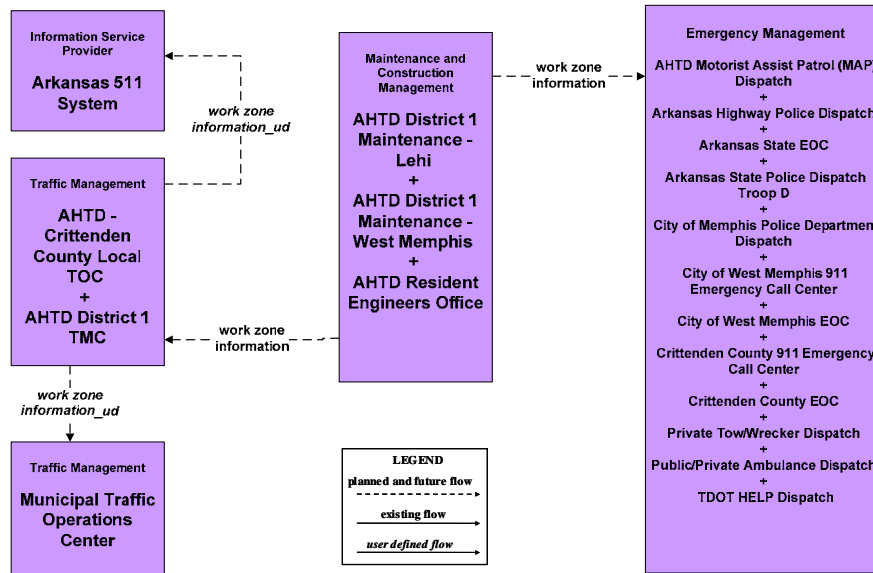 Information Service
Provider
Arkansas 511
System
work zone
information_ud
Traffic Management
AHTD -
Crittenden
County Local
TOC
+
AHTD District 1
TMC
work zone
information_ud
Traffic Management
Municipal Traffic
Operations
Center
Maintenance and
Construction
Management
AHTD District 1
Maintenance -
Lehi
+
AHTD District 1
Maintenance -
West Memphis
+
AHTD Resident
Engineers Office
work zone
information
work zone
information
LEGEND
planned and future flow
existing flow
user defined flow
Emergency Management
AHTD Motorist Assist Patrol (MAP)
Dispatch
+
Arkansas Highway Police Dispatch
+
Arkansas State EOC
+
Arkansas State Police Dispatch
Troop D
+
City of Memphis Police Departmen
Dispatch
+
City of West Memphis 911
Emergency Call Center
+
City of West Memphis EOC
+
Crittenden County 911 Emergency
Call Center
+
Crittenden County EOC
+
Private Tow/Wrecker Dispatch
+
Public/Private Ambulance Dispatch
+
TDOT HELP Dispatch